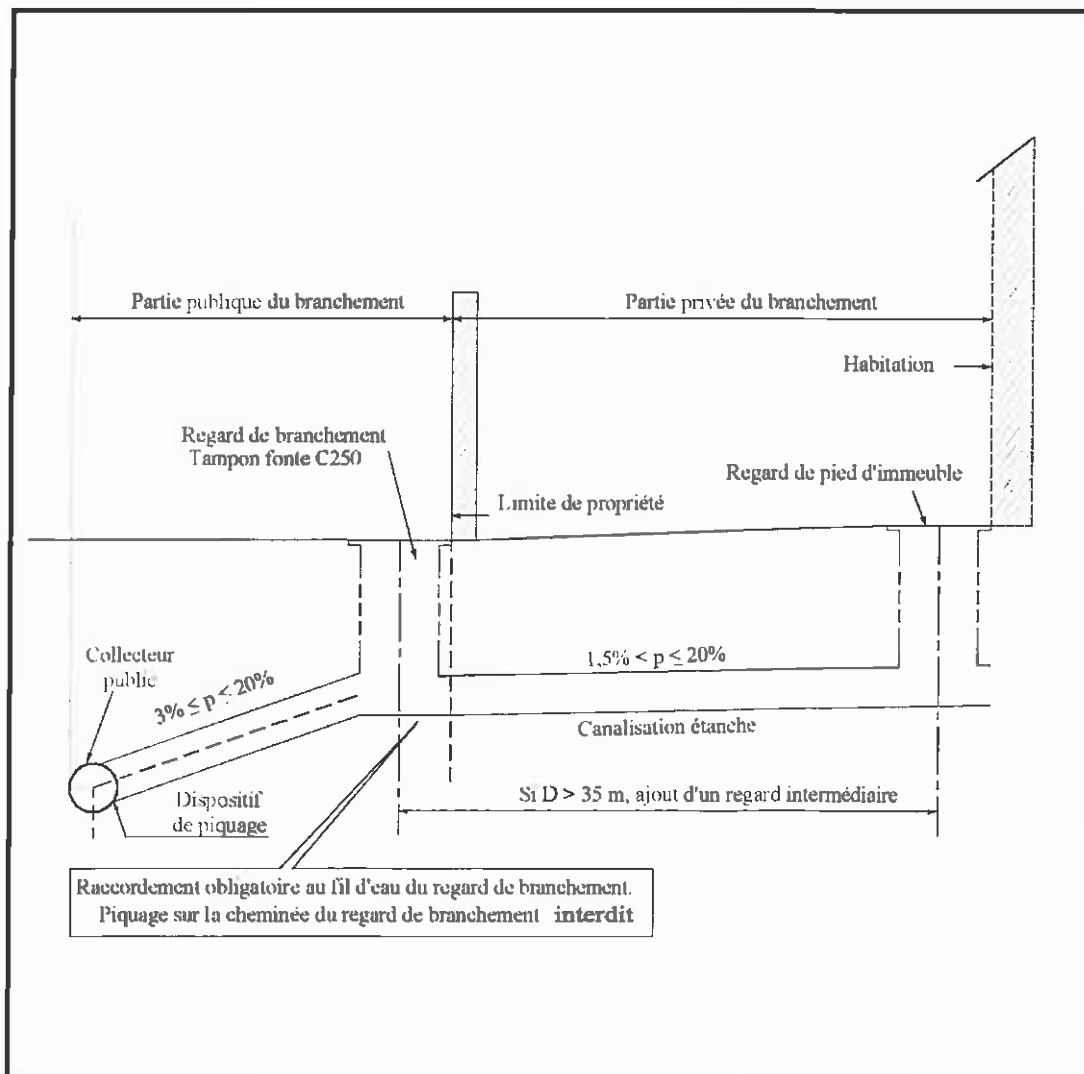 Partie publique du branchement
Partie privée du branchement
Habitation
Regard de branchement
Tampon fonte C250
Regard de pied d'immeuble
Limite de propriété
Collecteur
public
3% ≤ p ≤ 20%
1,5% < p ≤ 20%
Canalisation étanche
Dispositif
de piquage
Si D > 35 m, ajout d'un regard intermédiaire
Raccordement obligatoire au fil d'eau du regard de branchement.
Piquage sur la cheminée du regard de branchement interdit